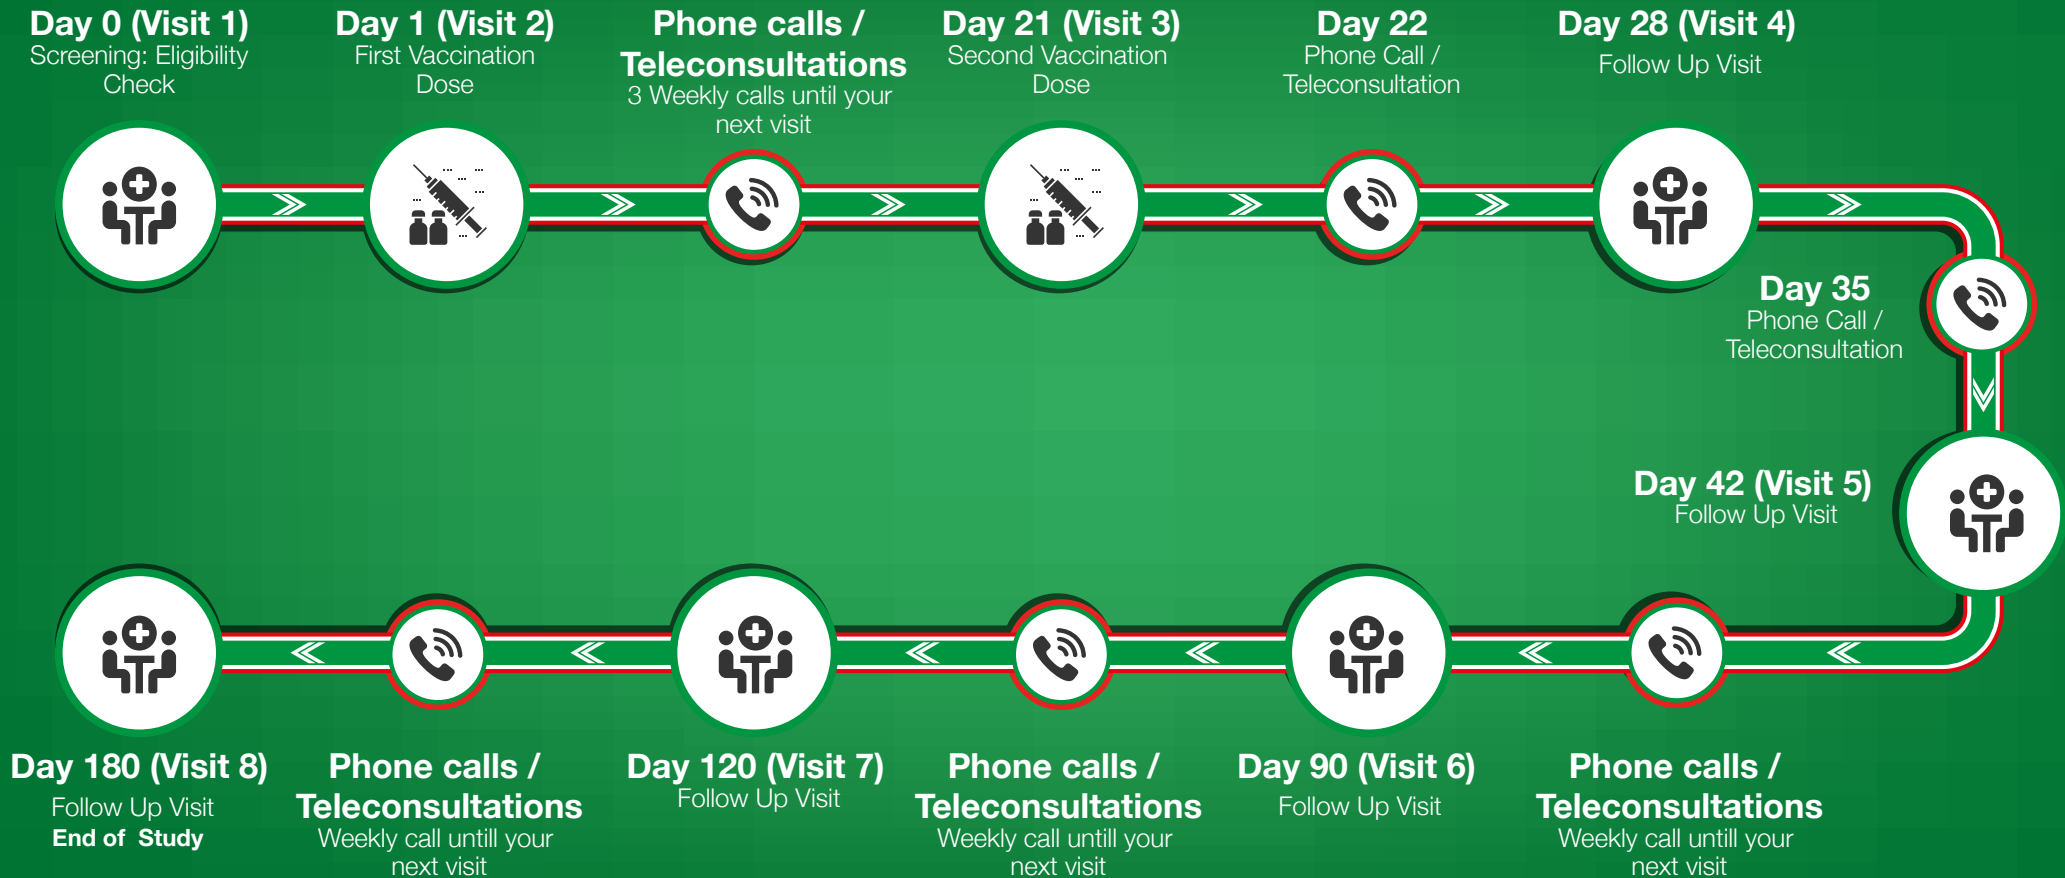 Day 0 (Visit 1)
Screening: Eligibility
Check
Day 1 (Visit 2)
First Vaccination
Dose
Phone calls /
Teleconsultations
3 Weekly calls until your
next visit
Day 21 (Visit 3)
Second Vaccination
Dose
Day 22
Phone Call /
Teleconsultation
Day 28 (Visit 4)
Follow Up Visit
Day 35
Phone Call /
Teleconsultation
Day 42 (Visit 5)
Follow Up Visit
Day 180 (Visit 8)
Follow Up Visit
End of Study
Phone calls /
Teleconsultations
Weekly call untill your
next visit
Day 120 (Visit 7)
Follow Up Visit
Phone calls /
Teleconsultations
Weekly call untill your
next visit
Day 90 (Visit 6)
Follow Up Visit
Phone calls /
Teleconsultations
Weekly call untill your
next visit